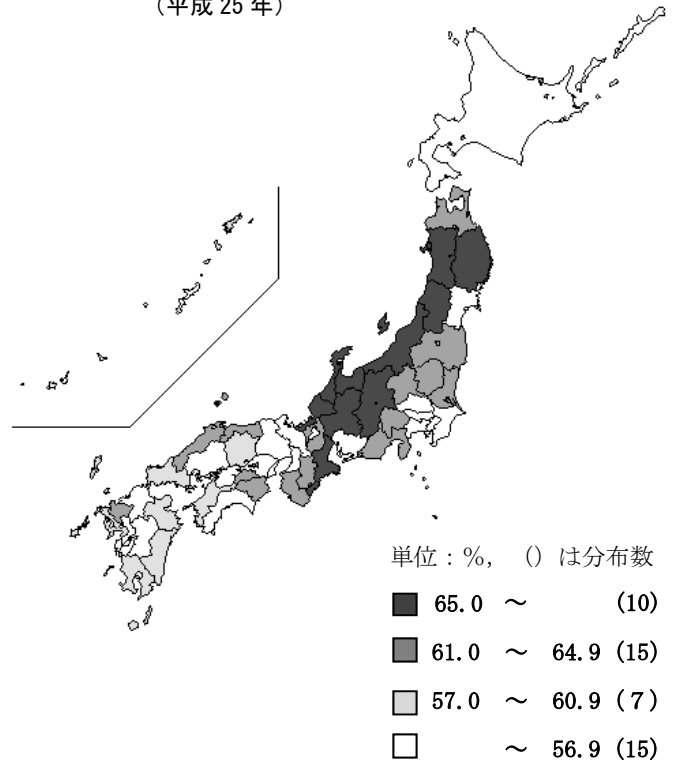 (平成 25 年)
単位：%， () は分布数
65.0 ～ (10)
61.0 ～ 64.9 (15)
57.0 ～ 60.9 ( 7 )
～ 56.9 (15)